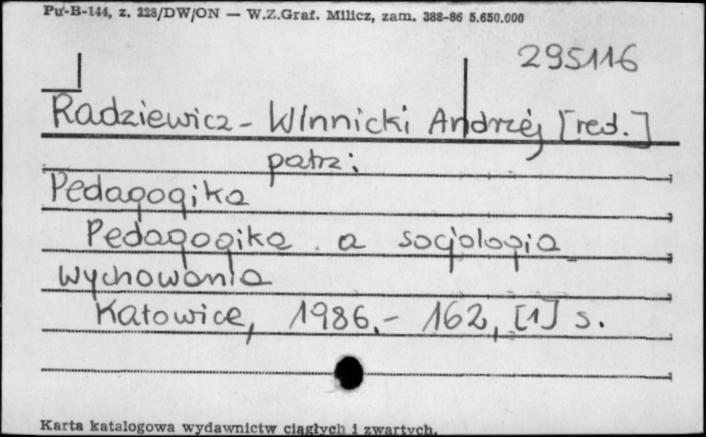 Pu-B-144, z. 228/DW/ON — W.Z.Graf. Milicz, zam. 388-86 5.650.000
295116
Radziewicz-Winnicki Andrzej [red.]
patrz:
Pedagogika
Pedagogika a socjologia
wychowania
Katowice, 1986.- 162, [1] s.
Karta katalogowa wydawnictw ciągłych i zwartych.